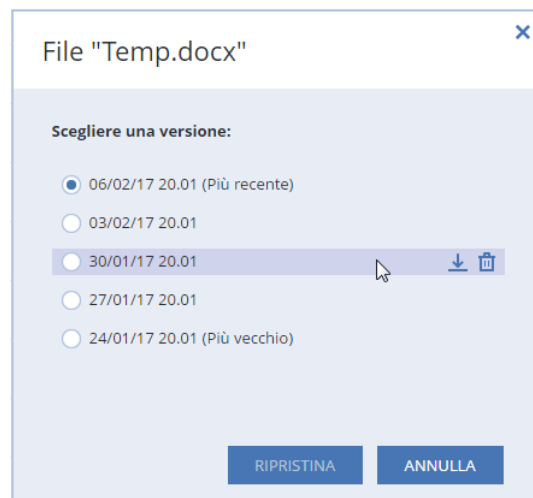 File "Temp.docx"
Scegliere una versione:
06/02/17 20.01 (Più recente)
03/02/17 20.01
30/01/17 20.01
27/01/17 20.01
24/01/17 20.01 (Più vecchio)
RIPRISTINA ANNULLA